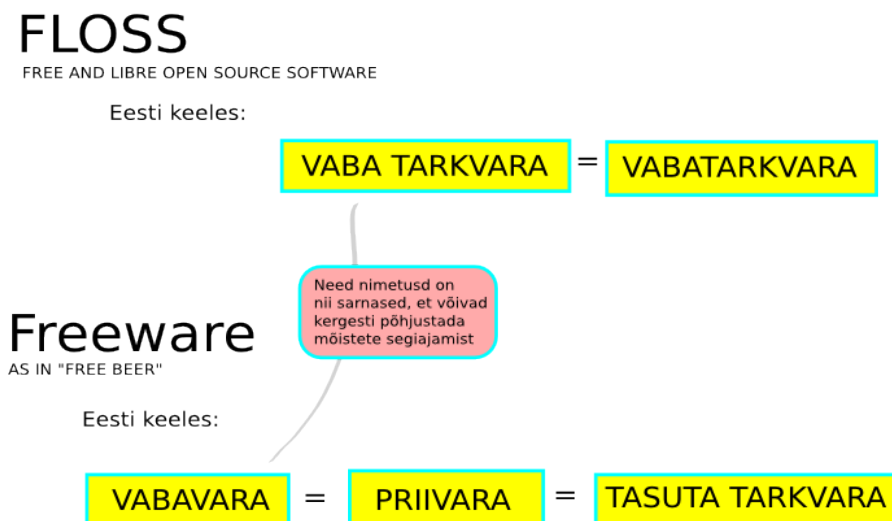 FLOSS
FREE AND LIBRE OPEN SOURCE SOFTWARE
Eesti keeles:
VABA TARKVARA = VABATARKVARA
Need nimetusd on
nii sarnased, et võivad
kergesti põhjustada
mõistete segiajamist
Freeware
AS IN "FREE BEER"
Eesti keeles:
VABAVARA = PRIIVARA = TASUTA TARKVARA